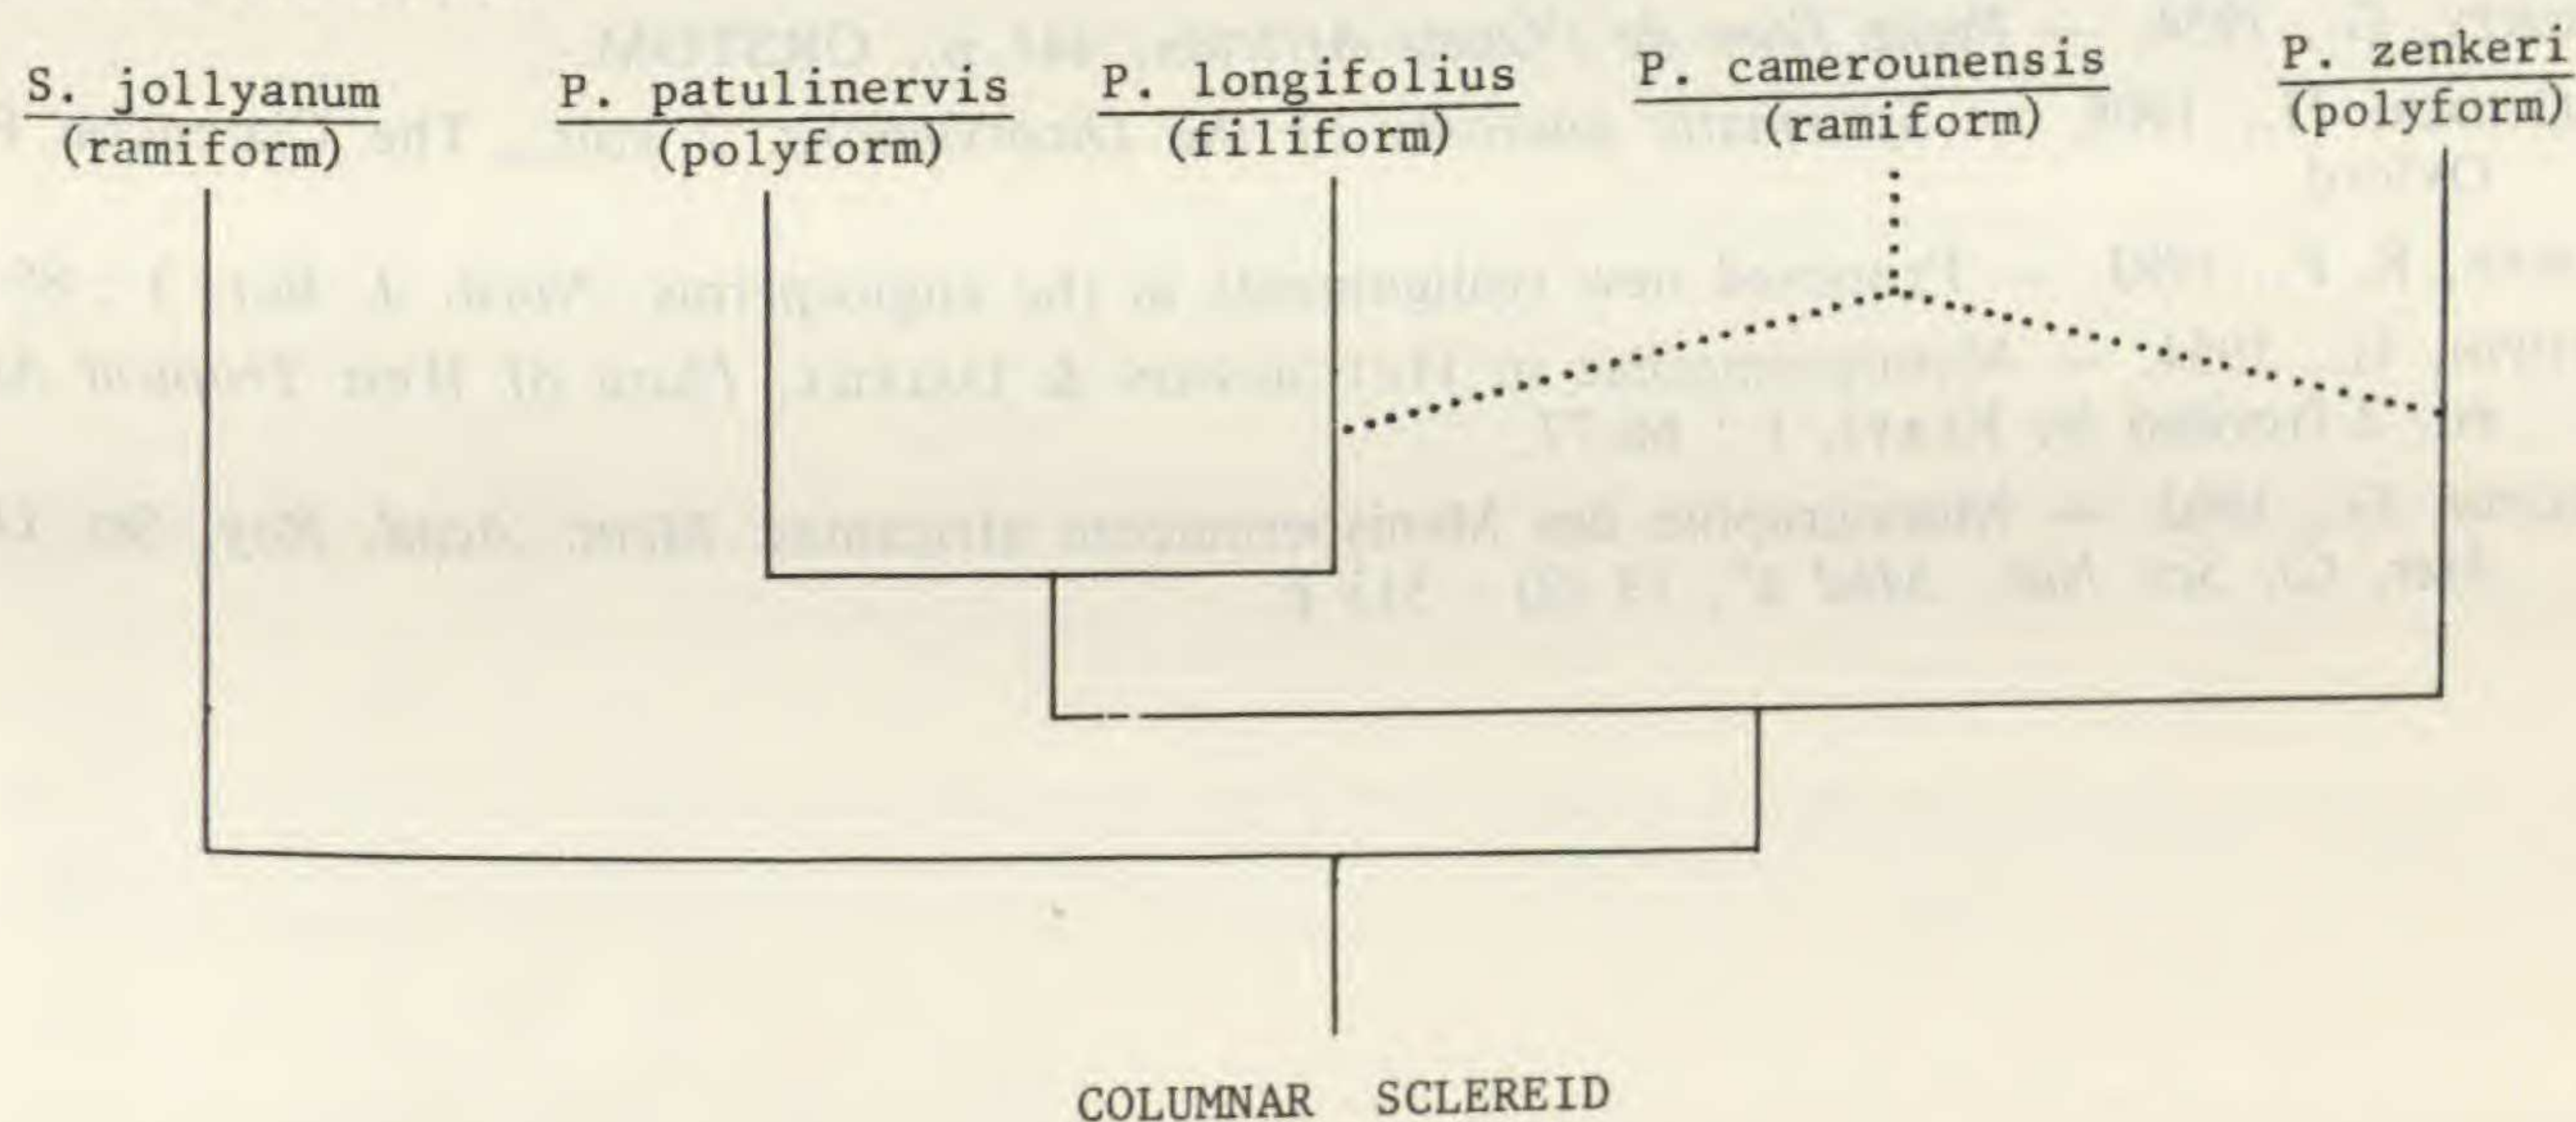 S. jollyanum
(ramiform)
P. patulinervis
(polyform)
P. longifolius
(filiform)
P. camerounensis
(ramiform)
P. zenkeri
(polyform)
COLUMNAR SCLEREID